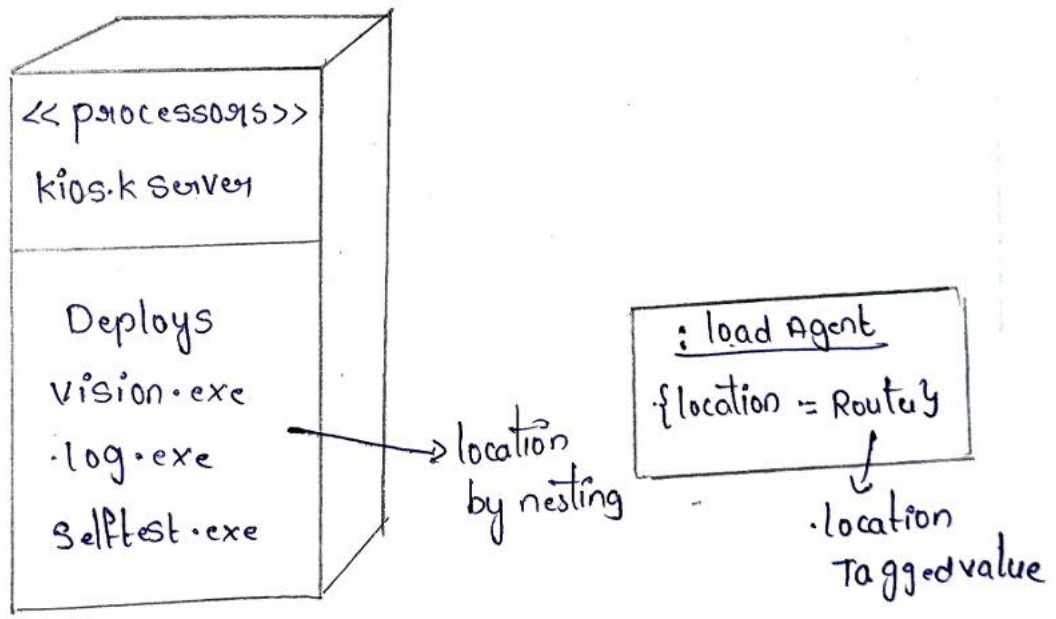 << processors>>
kiosk Server
Deploys
vision.exe
log.exe
selftest.exe
location
by nesting
: load Agent
{location = Router}
location
Tagged value